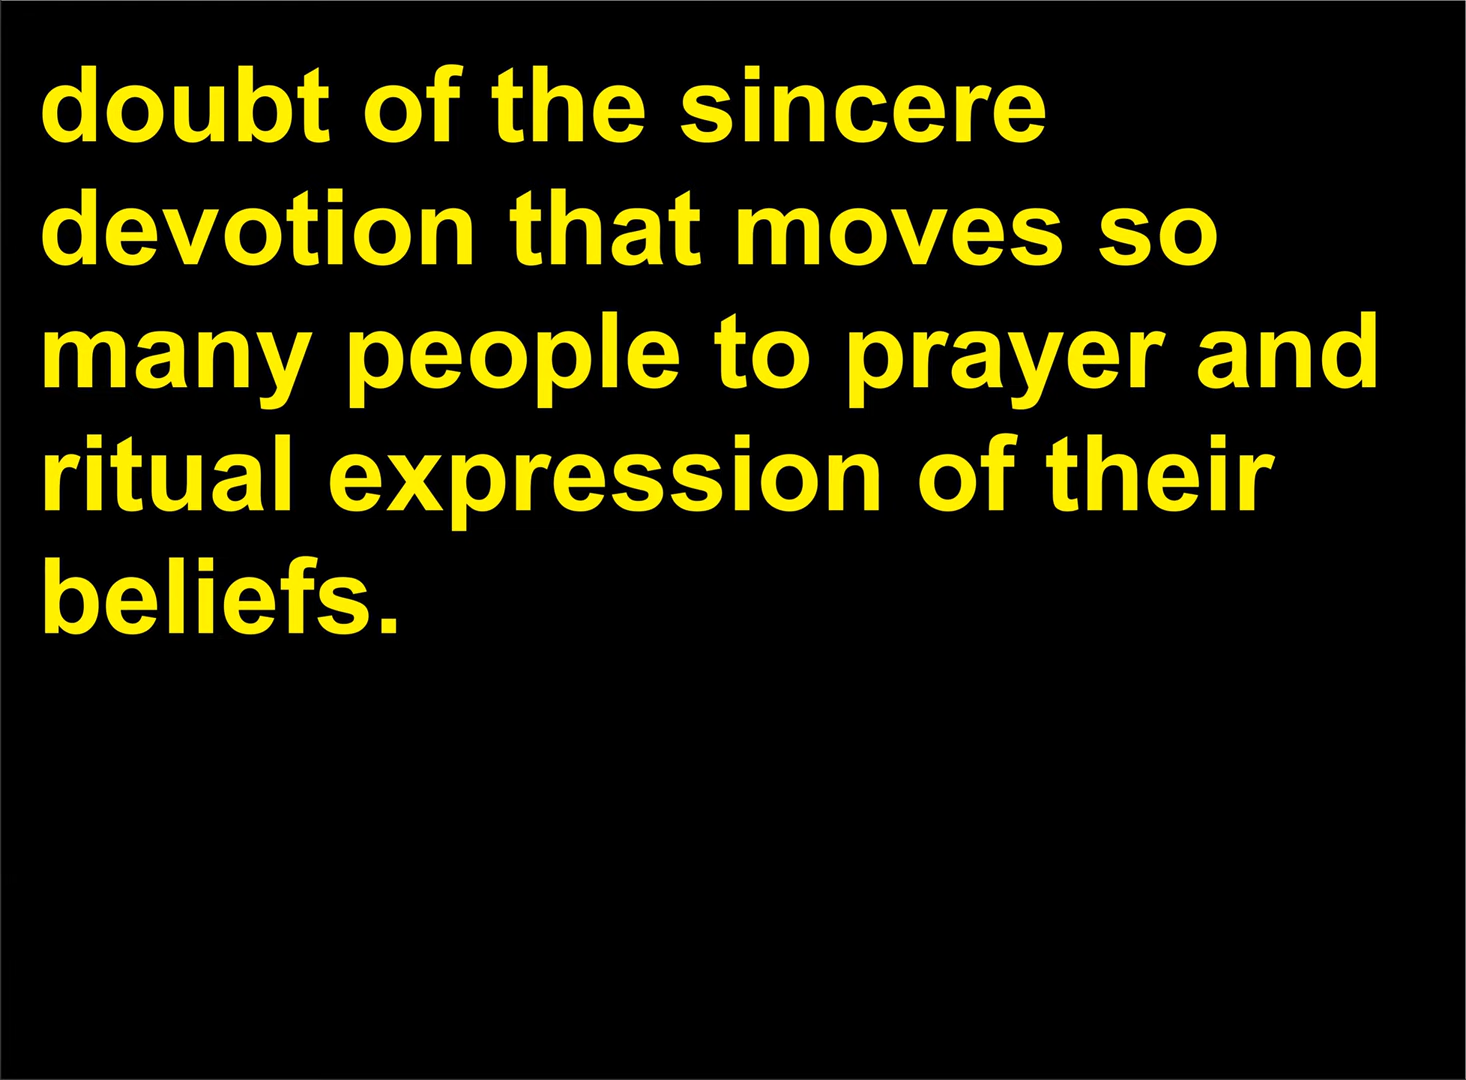 doubt of the sincere
devotion that moves so
many people to prayer and
ritual expression of their
beliefs.